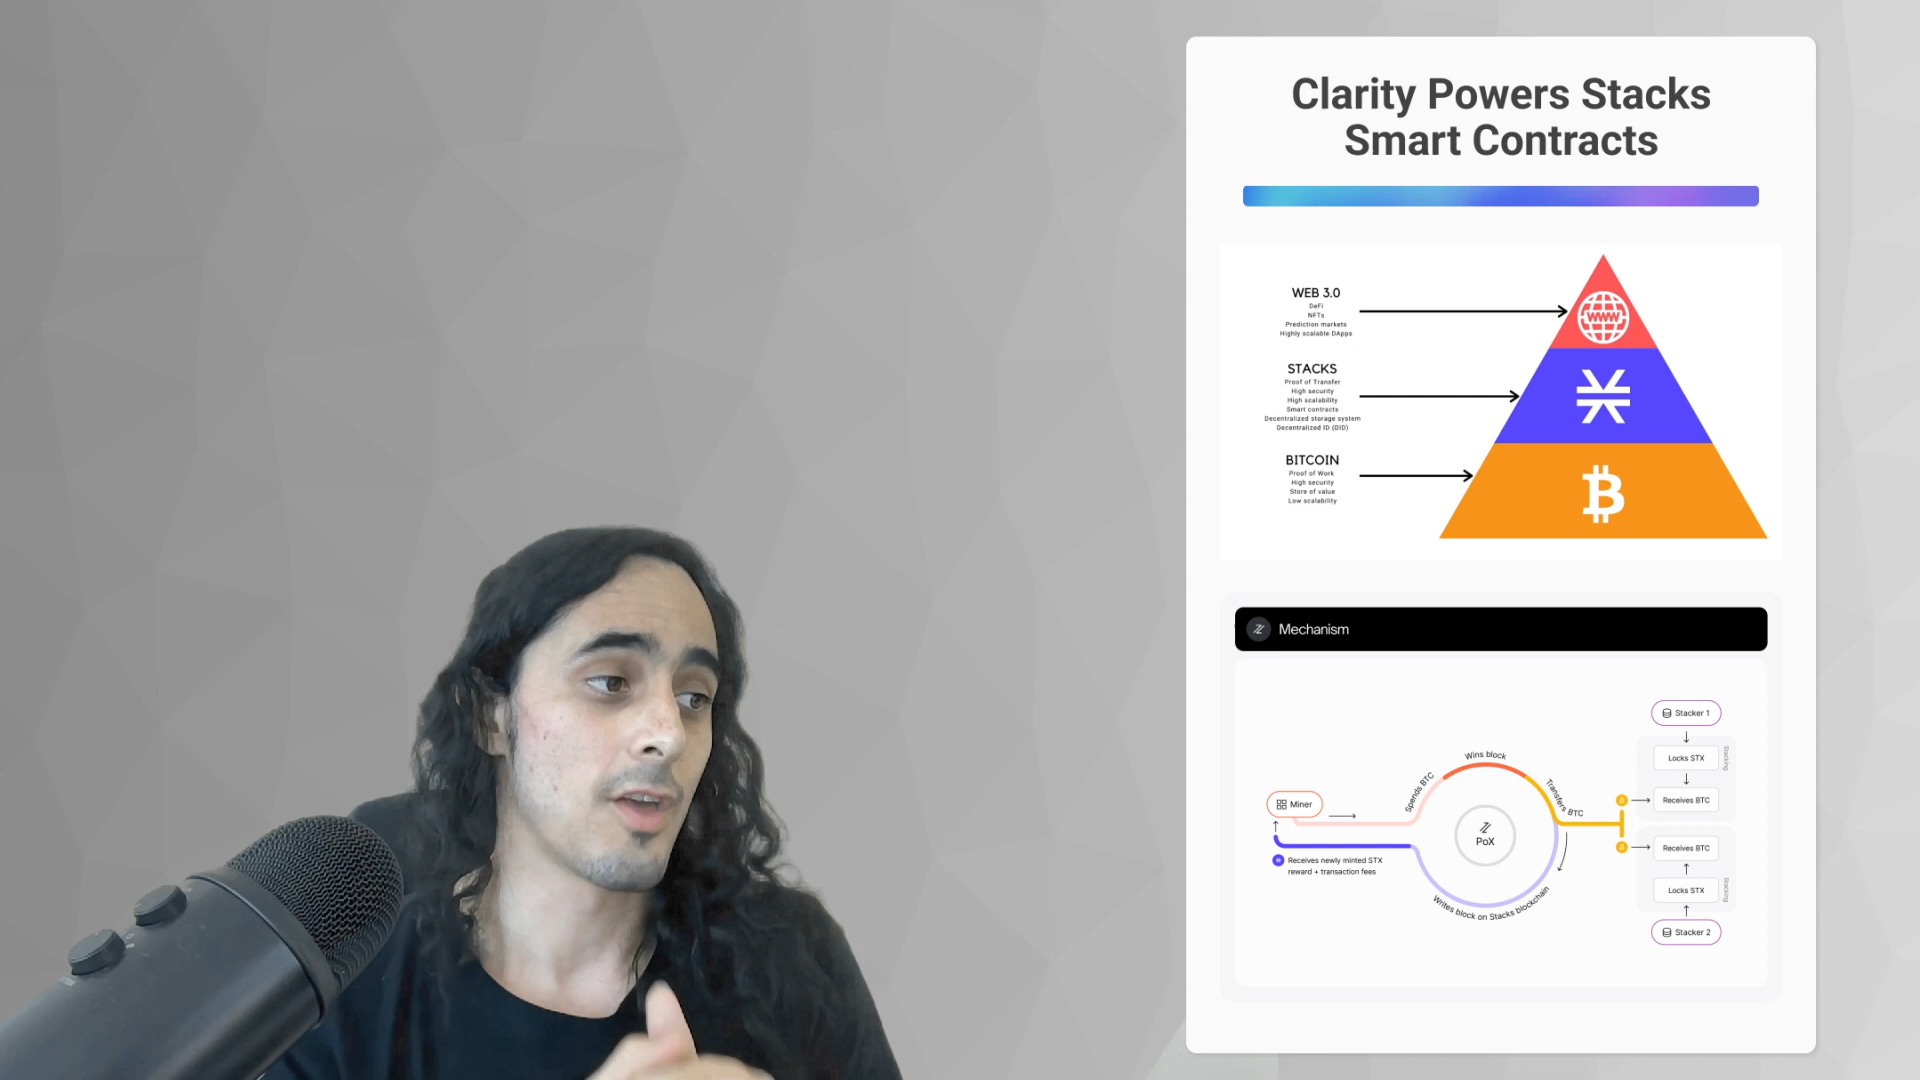 Clarity Powers Stacks
Smart Contracts
WEB 3.0
DeFi
NFTs
Prediction markets
Highly scalable DApps
WWW
STACKS
Proof of Transfer
High security
High scalability
Smart contracts
Decentralized storage system
Decentralized ID (DID)
BITCOIN
Proof of Work
High security
Store of value
Low scalability
Mechanism
Stacker 1
Locks STX
Stacking
Receives BTC
Wins block
Spends BTC
Transfers BTC
Miner
PoX
Receives newly minted STX
reward + transaction fees
Writes block on Stacks blockchain
Receives BTC
Locks STX
Stacking
Stacker 2